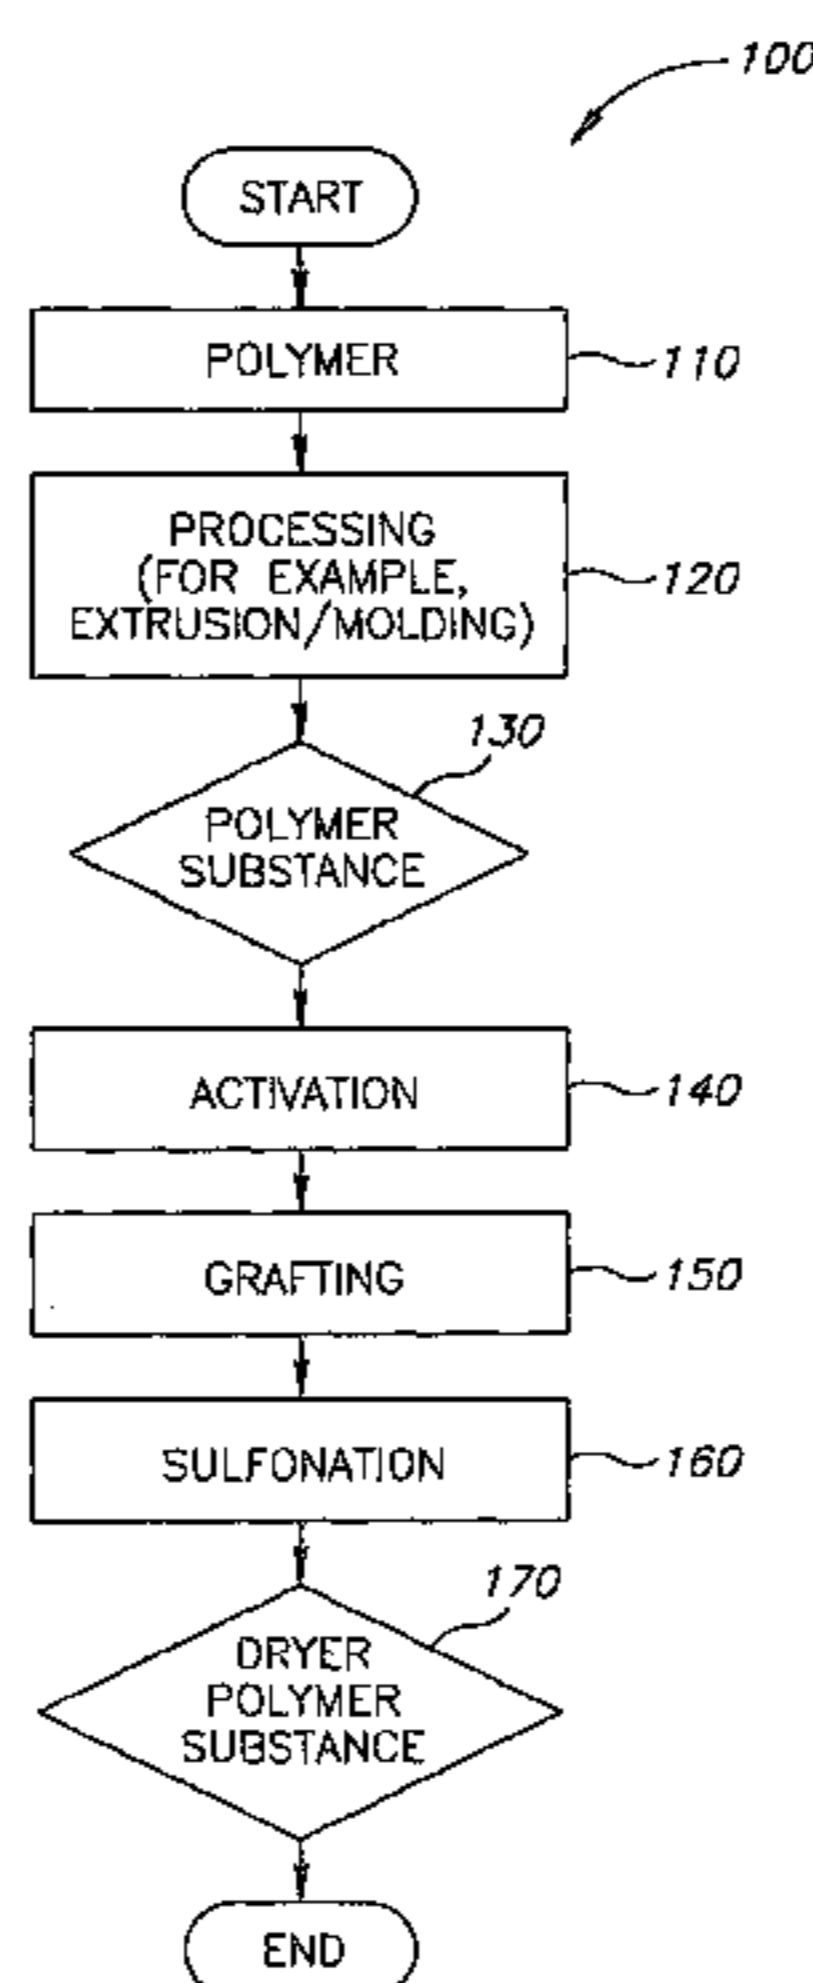 100
START
POLYMER
110
PROCESSING
(FOR EXAMPLE,
EXTRUSION/MOLDING)
120
130
POLYMER
SUBSTANCE
ACTIVATION
140
GRAFTING
150
SULFONATION
160
170
DRYER
POLYMER
SUBSTANCE
END